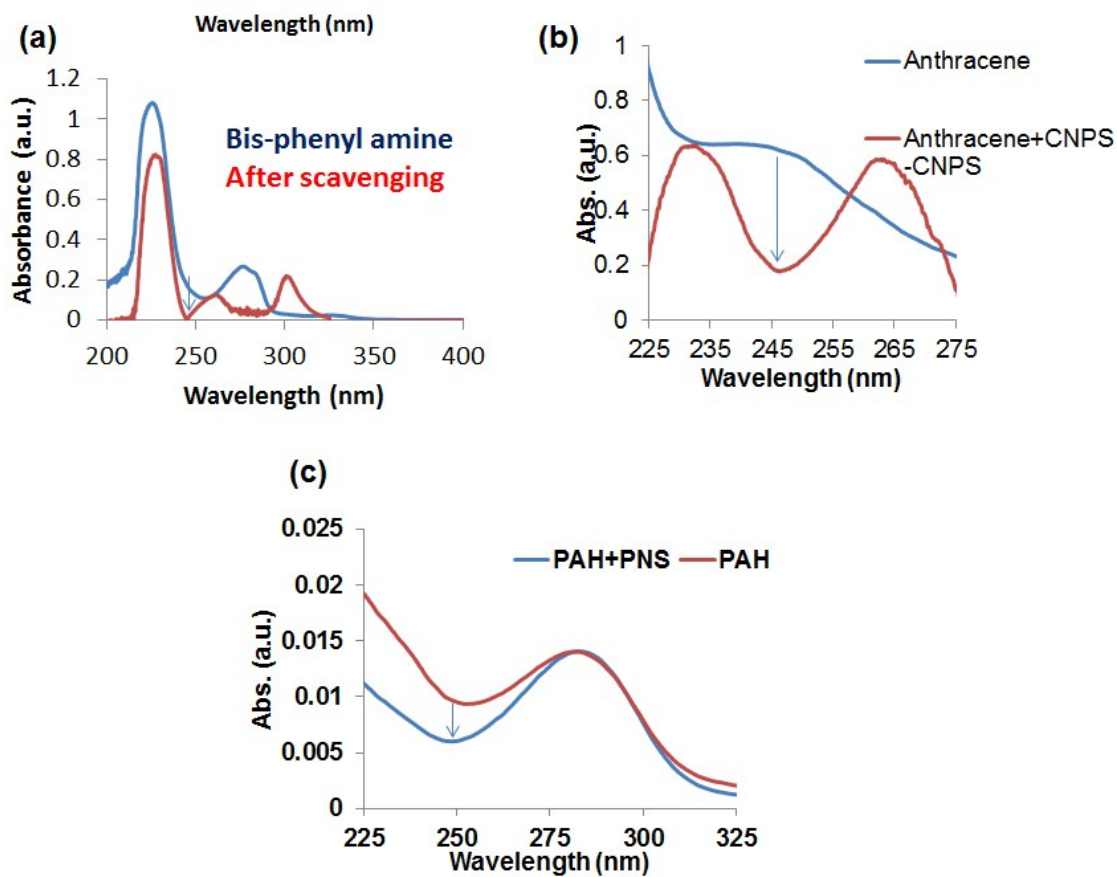 Wavelength (nm)
(a)
Absorbance (a.u.)
1.2
1
0.8
0.6
0.4
0.2
0
Bis-phenyl amine
After scavenging
200 250 300 350 400
Wavelength (nm)
(b)
Abs. (a.u.)
1
0.8
0.6
0.4
0.2
0
Anthracene
Anthracene+CNPS
-CNPS
225 235 245 255 265 275
Wavelength (nm)
(c)
Abs. (a.u.)
0.025
0.02
0.015
0.01
0.005
0
PAH+PNS PAH
225 250 275 300 325
Wavelength (nm)